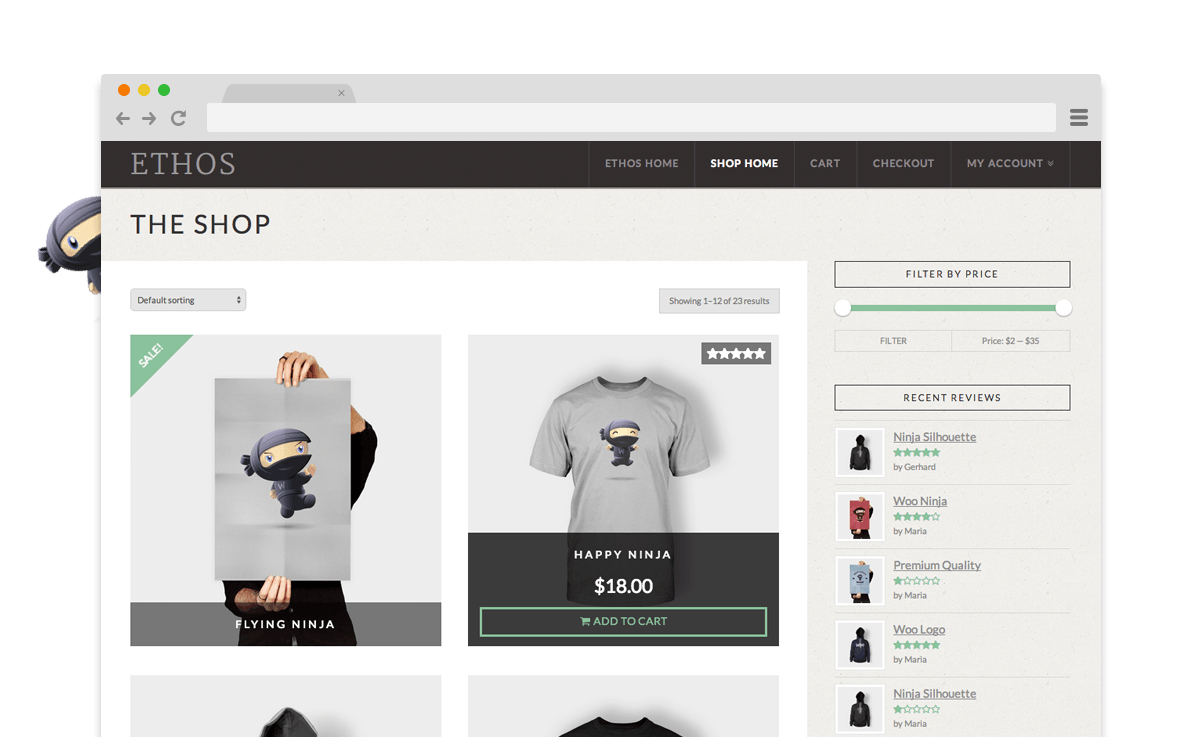 ETHOS
ETHOS HOME
SHOP HOME
CART
CHECKOUT
MY ACCOUNT
THE SHOP
Default sorting
Showing 1–12 of 23 results
SALE!
FLYING NINJA
W
HAPPY NINJA
$18.00
ADD TO CART
FILTER BY PRICE
FILTER
Price: $2 — $35
RECENT REVIEWS
Ninja Silhouette
by Gerhard
Woo Ninja
by Maria
Premium Quality
by Maria
Woo Logo
by Maria
Ninja Silhouette
by Maria